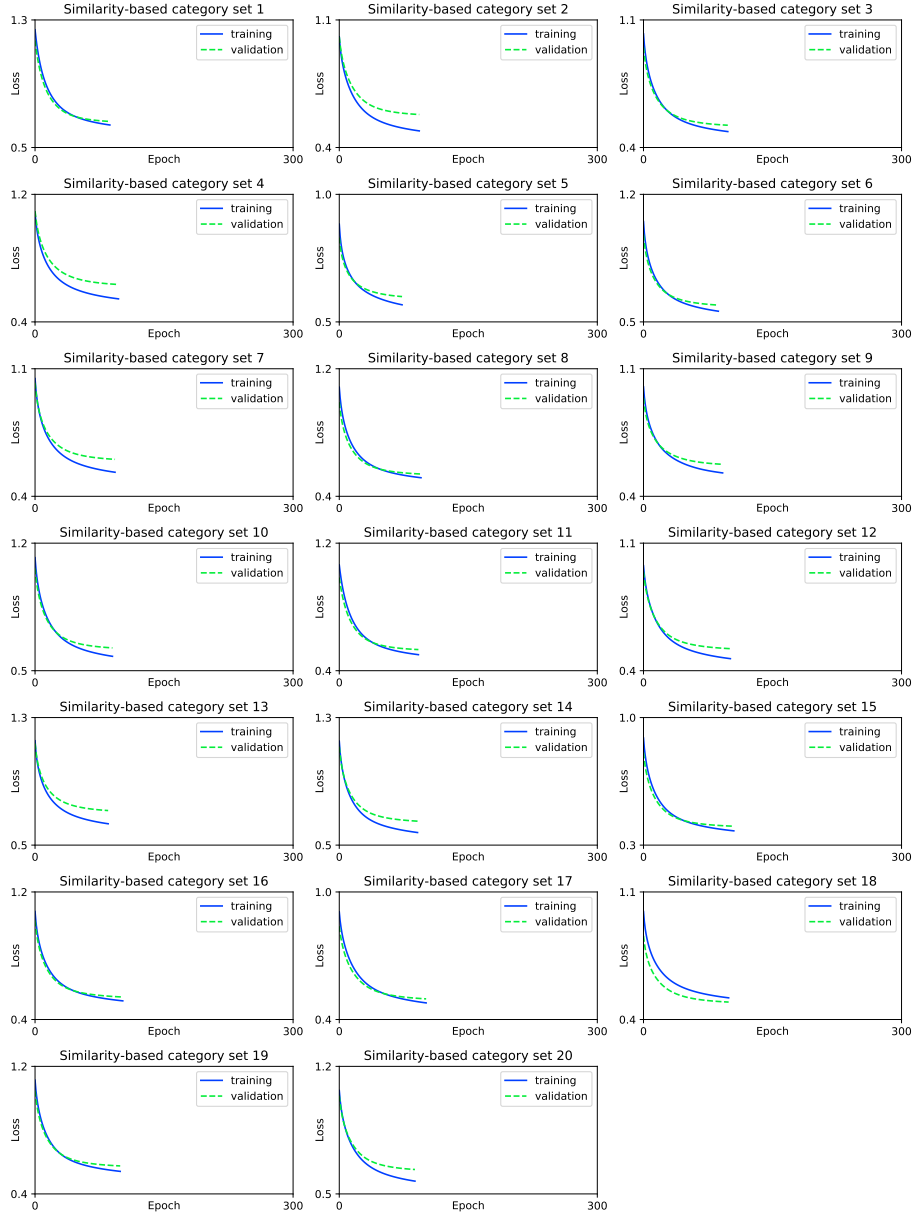 Similarity-based category set 1
1.3
training
validation
Loss
0.5
0
Epoch
300
Similarity-based category set 2
1.1
training
validation
Loss
0.4
0
Epoch
300
Similarity-based category set 3
1.1
training
validation
Loss
0.4
0
Epoch
300
Similarity-based category set 4
1.2
training
validation
Loss
0.4
0
Epoch
300
Similarity-based category set 5
1.0
training
validation
Loss
0.5
0
Epoch
300
Similarity-based category set 6
1.2
training
validation
Loss
0.5
0
Epoch
300
Similarity-based category set 7
1.1
training
validation
Loss
0.4
0
Epoch
300
Similarity-based category set 8
1.2
training
validation
Loss
0.4
0
Epoch
300
Similarity-based category set 9
1.1
training
validation
Loss
0.4
0
Epoch
300
Similarity-based category set 10
1.2
training
validation
Loss
0.5
0
Epoch
300
Similarity-based category set 11
1.2
training
validation
Loss
0.4
0
Epoch
300
Similarity-based category set 12
1.1
training
validation
Loss
0.4
0
Epoch
300
Similarity-based category set 13
1.3
training
validation
Loss
0.5
0
Epoch
300
Similarity-based category set 14
1.3
training
validation
Loss
0.5
0
Epoch
300
Similarity-based category set 15
1.0
training
validation
Loss
0.3
0
Epoch
300
Similarity-based category set 16
1.2
training
validation
Loss
0.4
0
Epoch
300
Similarity-based category set 17
1.0
training
validation
Loss
0.4
0
Epoch
300
Similarity-based category set 18
1.1
training
validation
Loss
0.4
0
Epoch
300
Similarity-based category set 19
1.2
training
validation
Loss
0.4
0
Epoch
300
Similarity-based category set 20
1.2
training
validation
Loss
0.5
0
Epoch
300